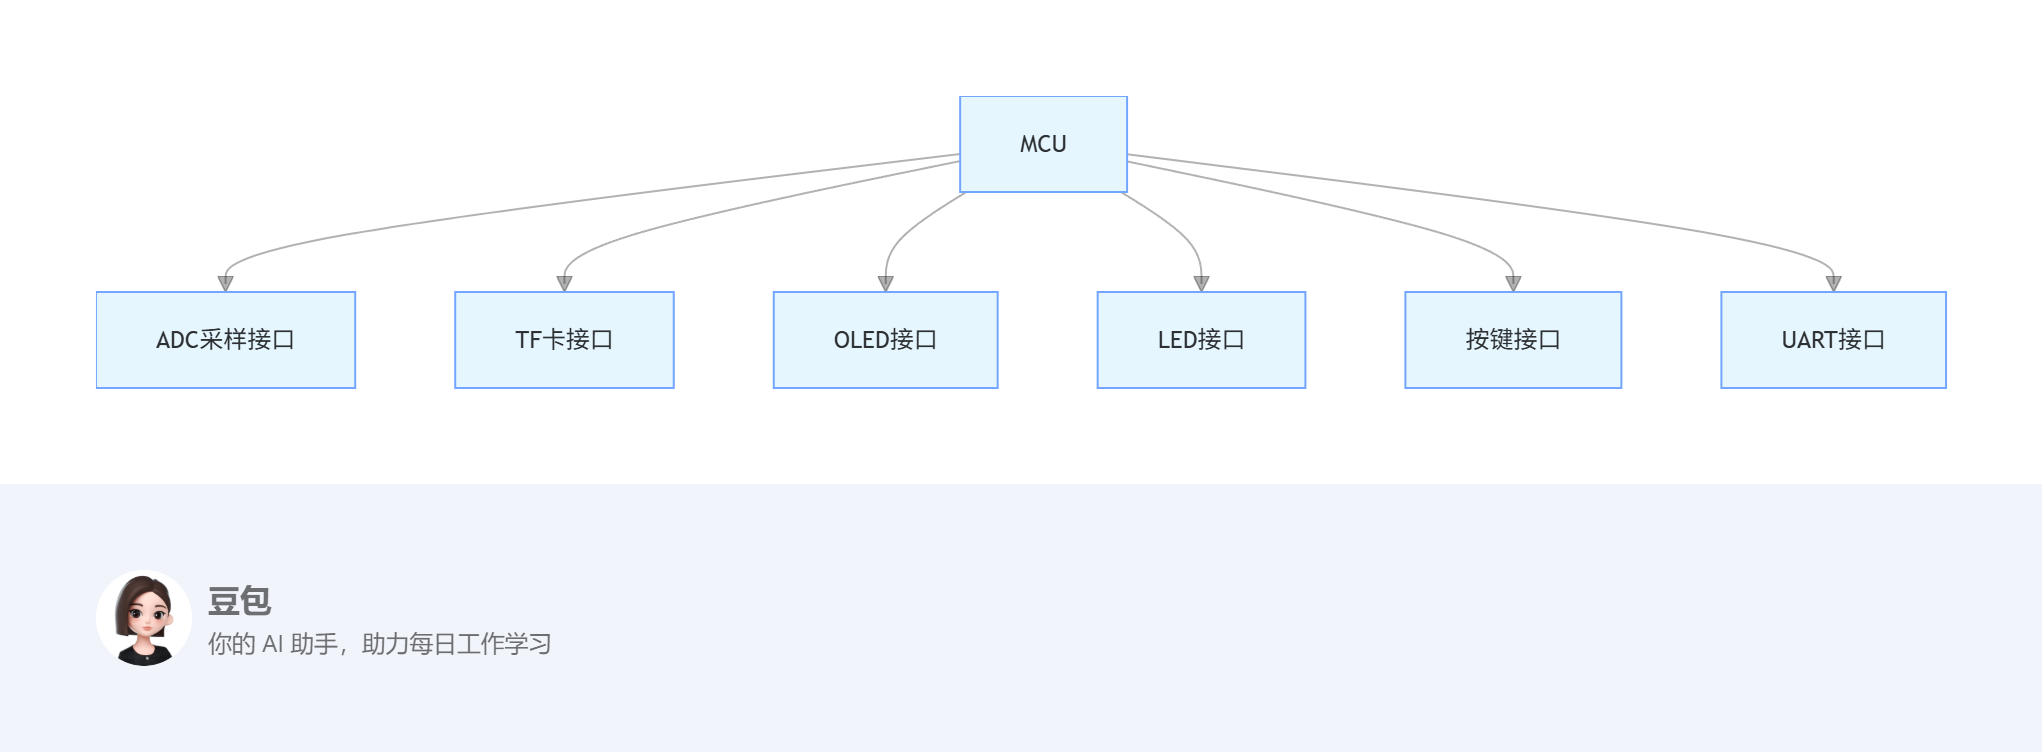 MCU
ADC采样接口
TF卡接口
OLED接口
LED接口
按键接口
UART接口
豆包
你的 AI 助手，助力每日工作学习